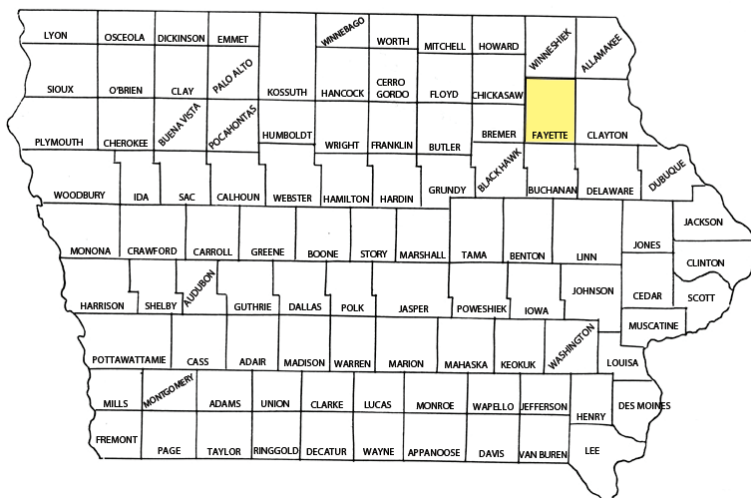 LYON
OSCEOLA
DICKINSON
EMMET
WINNEBAGO
WORTH
MITCHELL
HOWARD
WINNESHIEK
ALLAMAKEE
SIOUX
O'BRIEN
CLAY
PALO ALTO
KOSSUTH
HANCOCK
CERRO
GORDO
FLOYD
CHICKASAW
PLYMOUTH
CHEROKEE
BUENA VISTA
POCAHONTAS
HUMBOLDT
WRIGHT
FRANKLIN
BUTLER
BREMER
FAYETTE
CLAYTON
WOODBURY
IDA
SAC
CALHOUN
WEBSTER
HAMILTON
HARDIN
GRUNDY
BLACK HAWK
BUCHANAN
DELAWARE
DUBUQUE
MONONA
CRAWFORD
CARROLL
GREENE
BOONE
STORY
MARSHALL
TAMA
BENTON
LINN
JONES
JACKSON
CLINTON
HARRISON
SHELBY
AUDUBON
GUTHRIE
DALLAS
POLK
JASPER
POWESHIEK
IOWA
JOHNSON
CEDAR
SCOTT
MUSCATINE
POTTAWATTAMIE
CASS
ADAIR
MADISON
WARREN
MARION
MAHASKA
KEOKUK
WASHINGTON
LOUISA
MILLS
MONTGOMERY
ADAMS
UNION
CLARKE
LUCAS
MONROE
WAPELLO
JEFFERSON
HENRY
DES MOINES
FREMONT
PAGE
TAYLOR
RINGGOLD
DECATUR
WAYNE
APPANOOSE
DAVIS
VAN BUREN
LEE